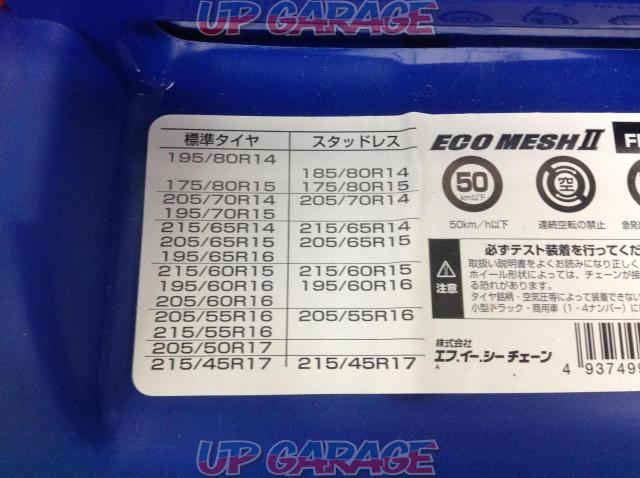 UP GARAGE
標準タイヤ スタッドレス
195/80R14
185/80R14
175/80R15 175/80R15
205/70R14 205/70R14
195/70R15
215/65R14 215/65R14
205/65R15 205/65R15
195/65R16
215/60R15 215/60R15
195/60R16 195/60R16
205/60R16
205/55R16 205/55R16
215/55R16
205/50R17
215/45R17 215/45R17
ECO MESH II
50
km/h以下
空
50km/h以下 連続空転の禁止 急発
注意
必ずテスト装着を行ってくだ
取扱い説明書をよくお読みになり正しく
ホイール形状によっては、チェーンが接
る恐れがあります。
タイヤ銘柄・空気圧等によって装着できない
小型トラック・商用車(1・4ナンバー)に
株式会社
エフ.イー.シーチェーン
A
4 937499
UP GARAGE